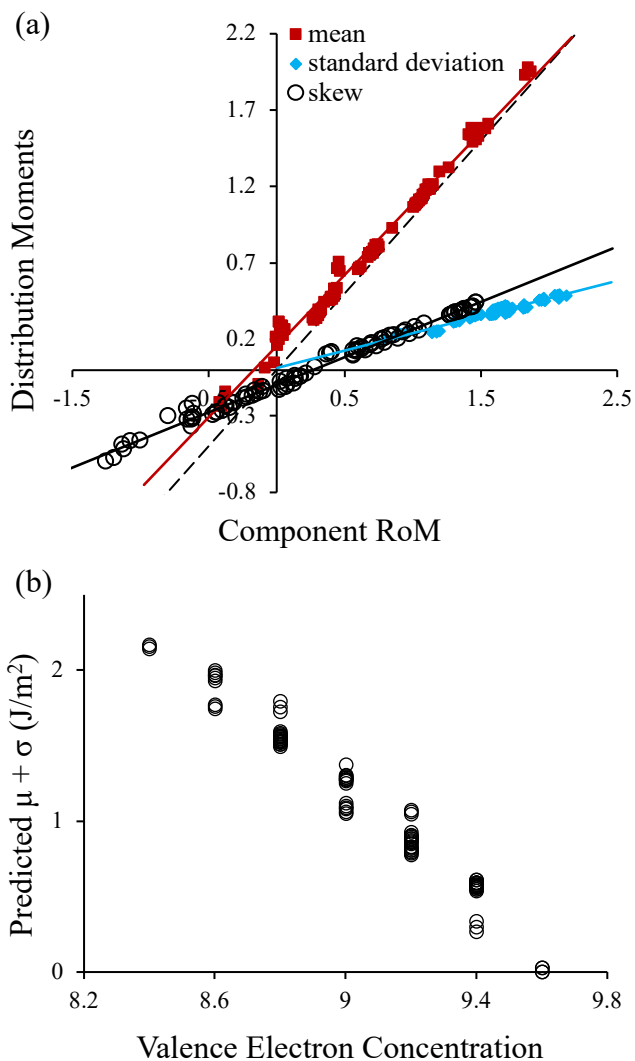 (a)
2.2
mean
standard deviation
skew
1.7
1.2
0.7
0.2
-1.5
0.5
0.5
1.5
2.5
-0.3
-0.8
Distribution Moments
Component RoM
(b)
2
1
0
8.2
8.6
9
9.4
9.8
Predicted μ + σ (J/m²)
Valence Electron Concentration